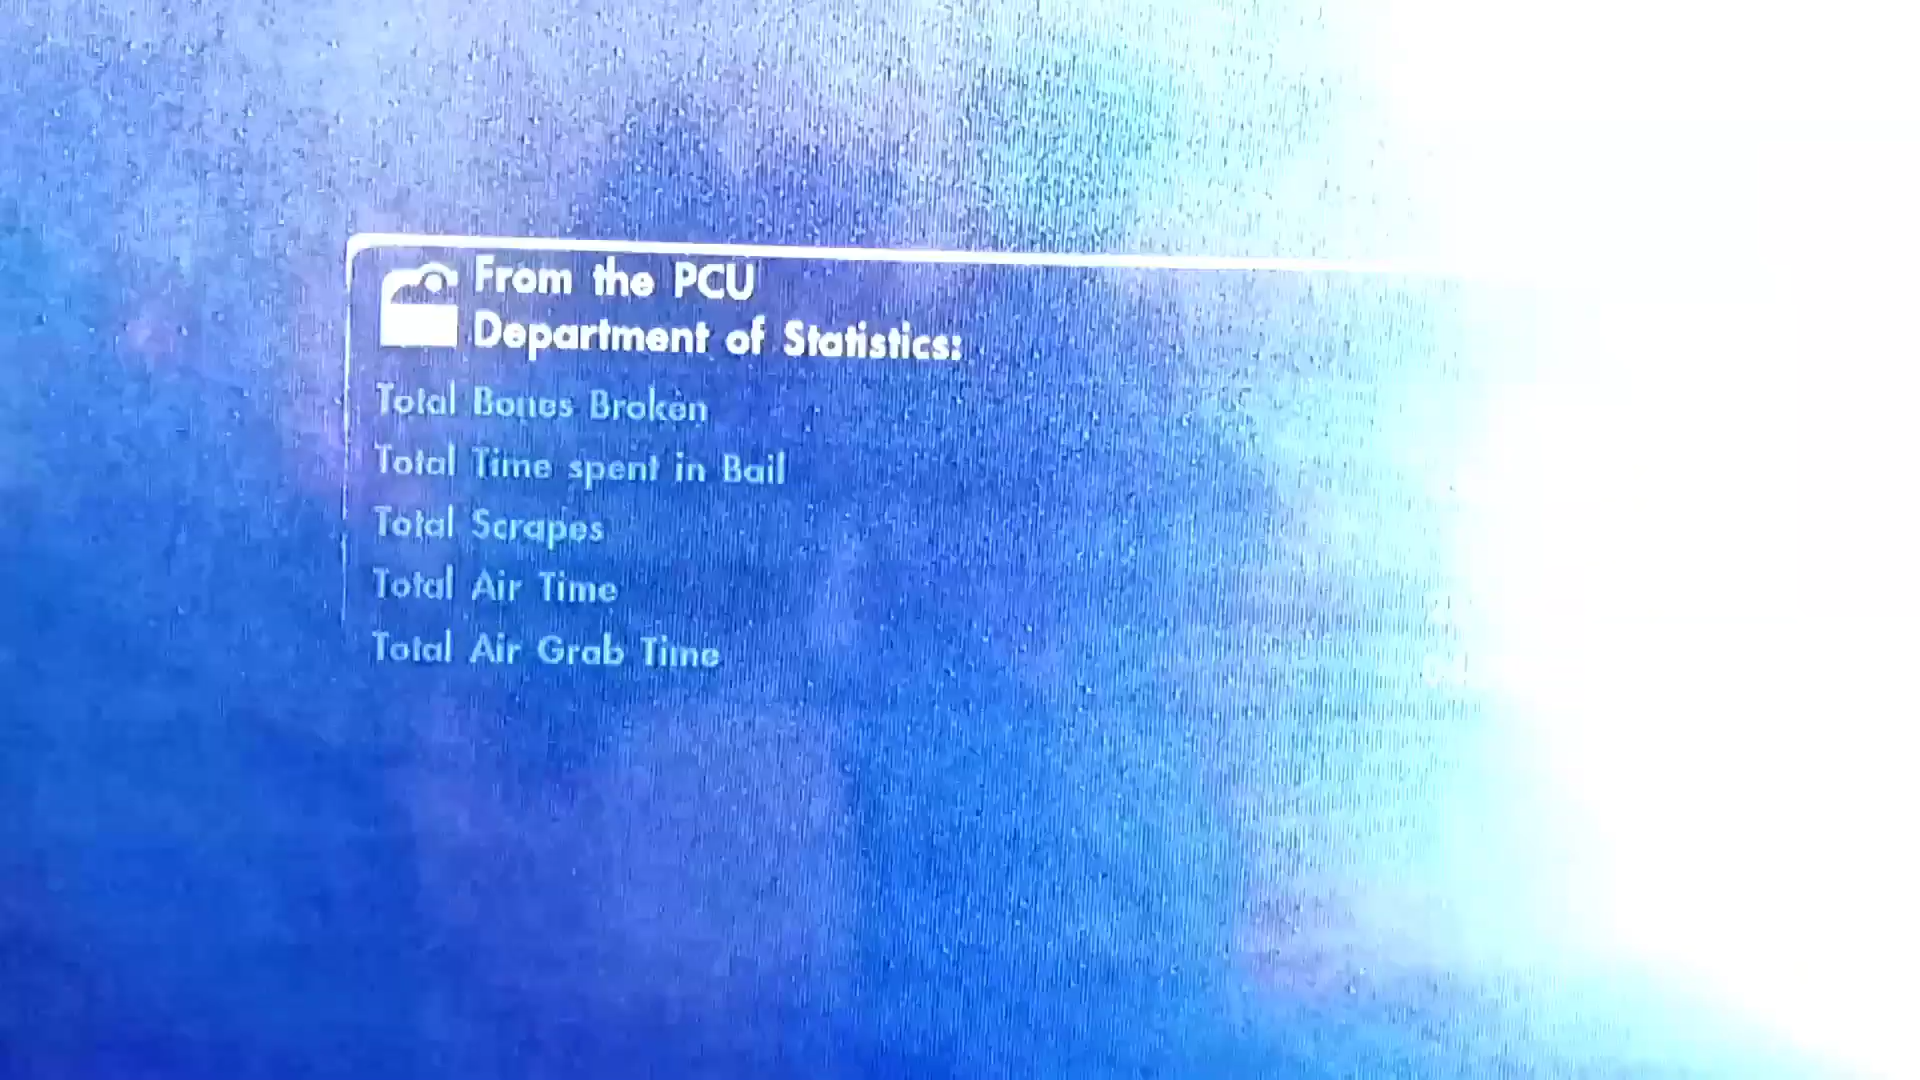 From the PCU
Department of Statistics:
Total Bones Broken
Total Time spent in Bail
Total Scrapes
Total Air Time
Total Air Grab Time